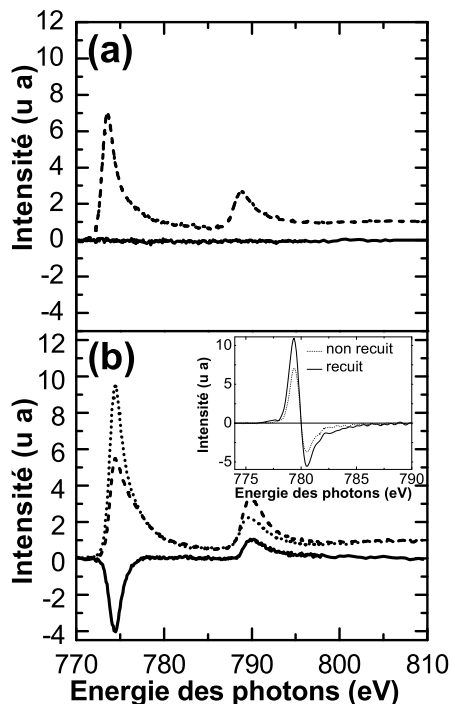 (a)
12
10
8
6
4
2
0
-2
-4
Intensité (u a)
(b)
12
10
8
6
4
2
0
-2
-4
Intensité (u a)
770 780 790 800 810
Energie des photons (eV)
10
5
0
-5
Intensité (u a)
non recuit
recuit
775 780 785 790
Energie des photons (eV)